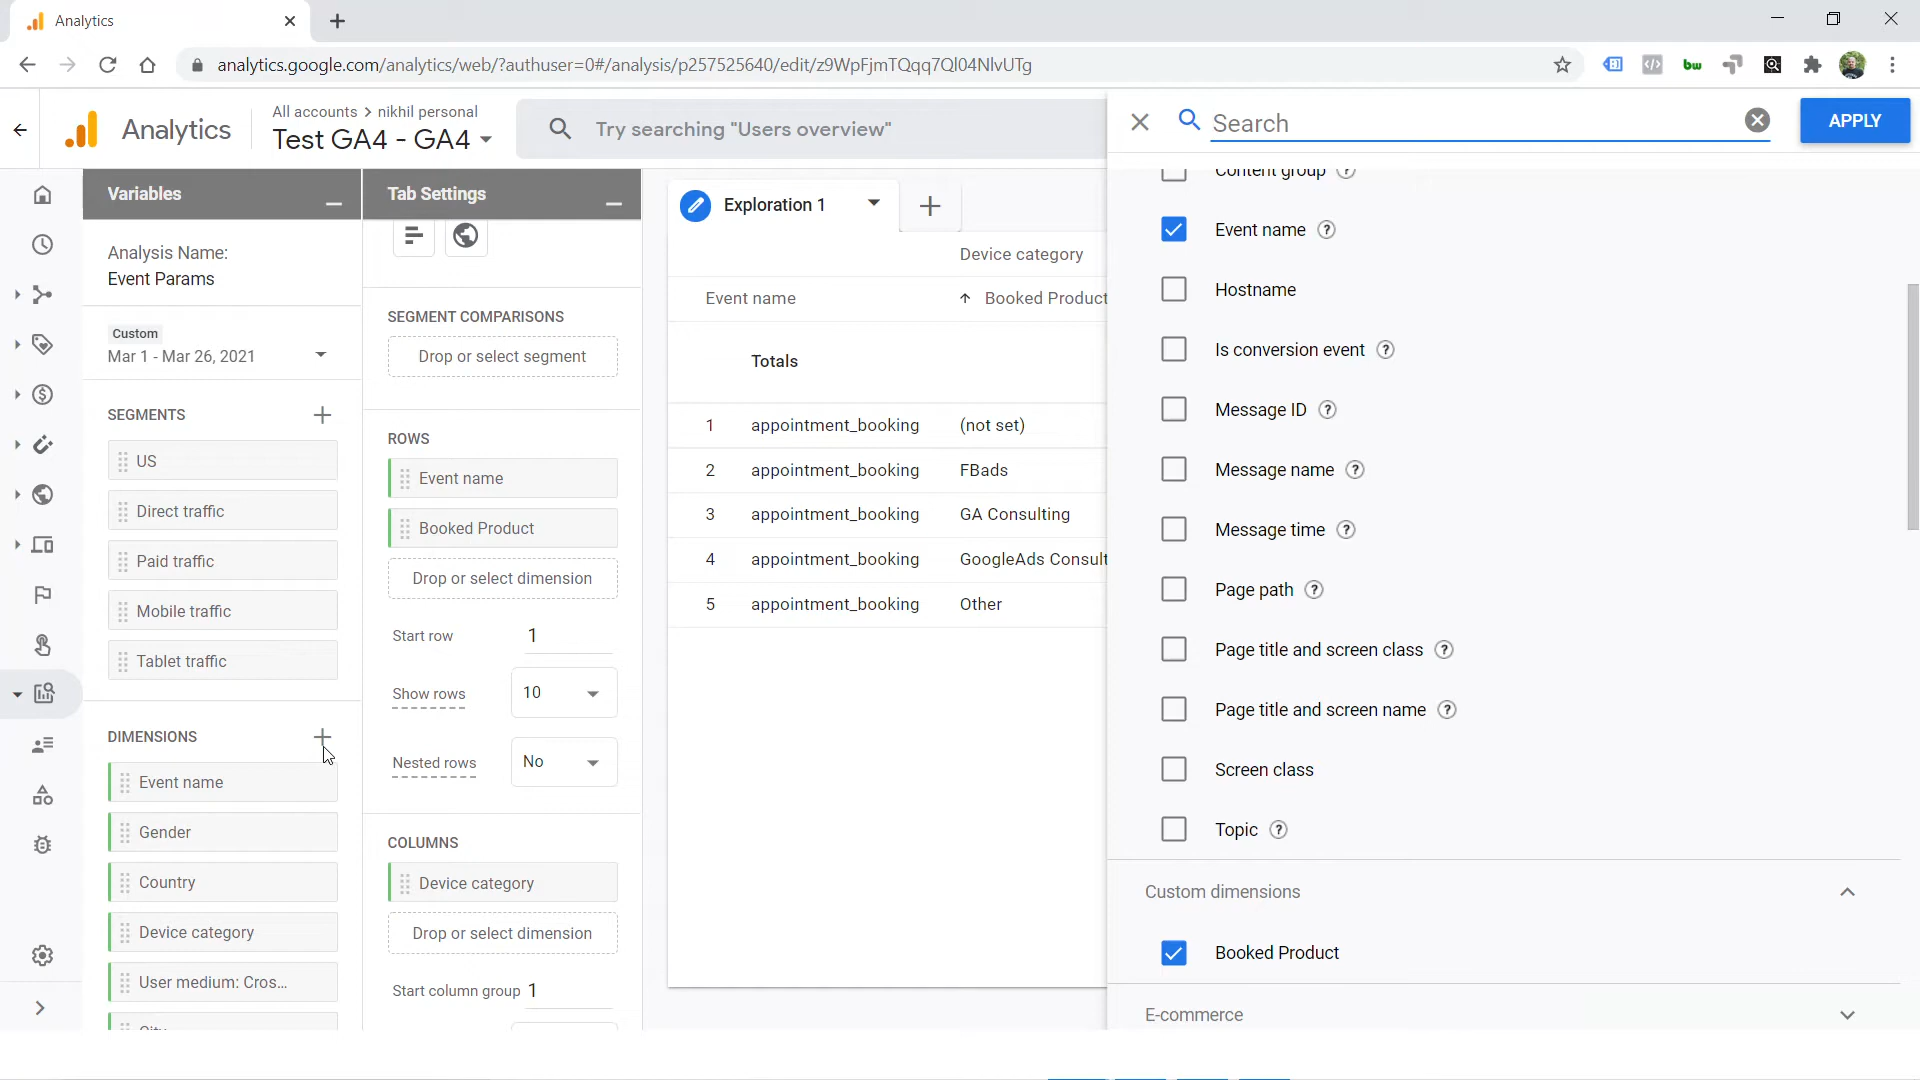 Analytics
analytics.google.com/analytics/web/?authuser=0#/analysis/p257525640/edit/z9WpFjmTQqq7Ql04NlvUTg
bw
Analytics
All accounts > nikhil personal
Test GA4 - GA4
Try searching "Users overview"
Search
APPLY
Variables
Analysis Name:
Event Params
Custom
Mar 1 - Mar 26, 2021
SEGMENTS
US
Direct traffic
Paid traffic
Mobile traffic
Tablet traffic
DIMENSIONS
Event name
Gender
Country
Device category
User medium: Cros...
City
Tab Settings
SEGMENT COMPARISONS
Drop or select segment
ROWS
Event name
Booked Product
Drop or select dimension
Start row 1
Show rows 10
Nested rows No
COLUMNS
Device category
Drop or select dimension
Start column group 1
Exploration 1
Device category
Event name Booked Product
Totals
1 appointment_booking (not set)
2 appointment_booking FBads
3 appointment_booking GA Consulting
4 appointment_booking GoogleAds Consult
5 appointment_booking Other
Content group
Event name
Hostname
Is conversion event
Message ID
Message name
Message time
Page path
Page title and screen class
Page title and screen name
Screen class
Topic
Custom dimensions
Booked Product
E-commerce